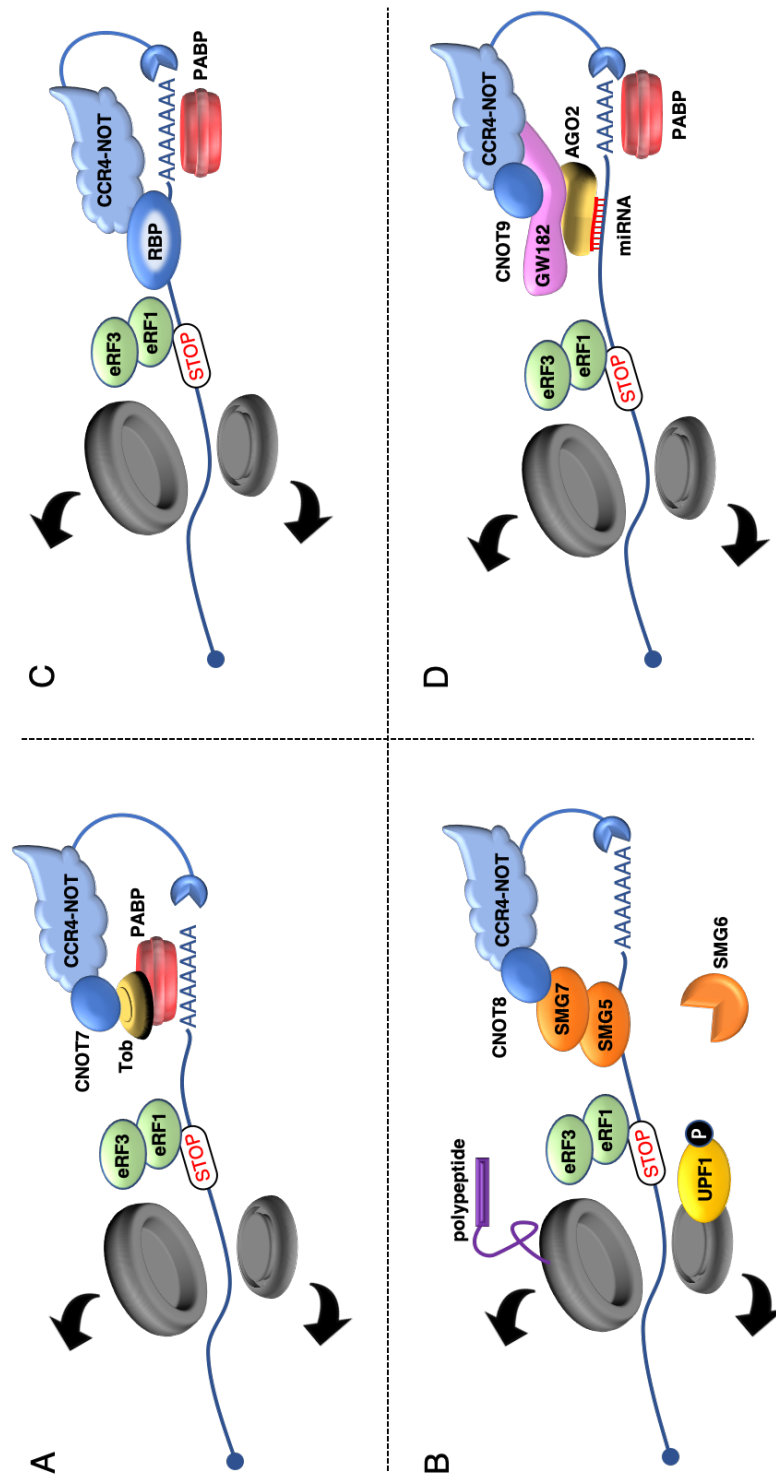 A
CCR4-NOT
CNOT7
Tob
PABP
AAAAAAA
eRF3
eRF1
STOP
C
CCR4-NOT
RBP
PABP
AAAAAAA
eRF3
eRF1
STOP
B
polypeptide
CCR4-NOT
CNOT8
SMG7
SMG5
AAAAAAA
eRF3
eRF1
STOP
UPF1
P
SMG6
D
CCR4-NOT
CNOT9
GW182
AGO2
AAAAA
miRNA
PABP
eRF3
eRF1
STOP